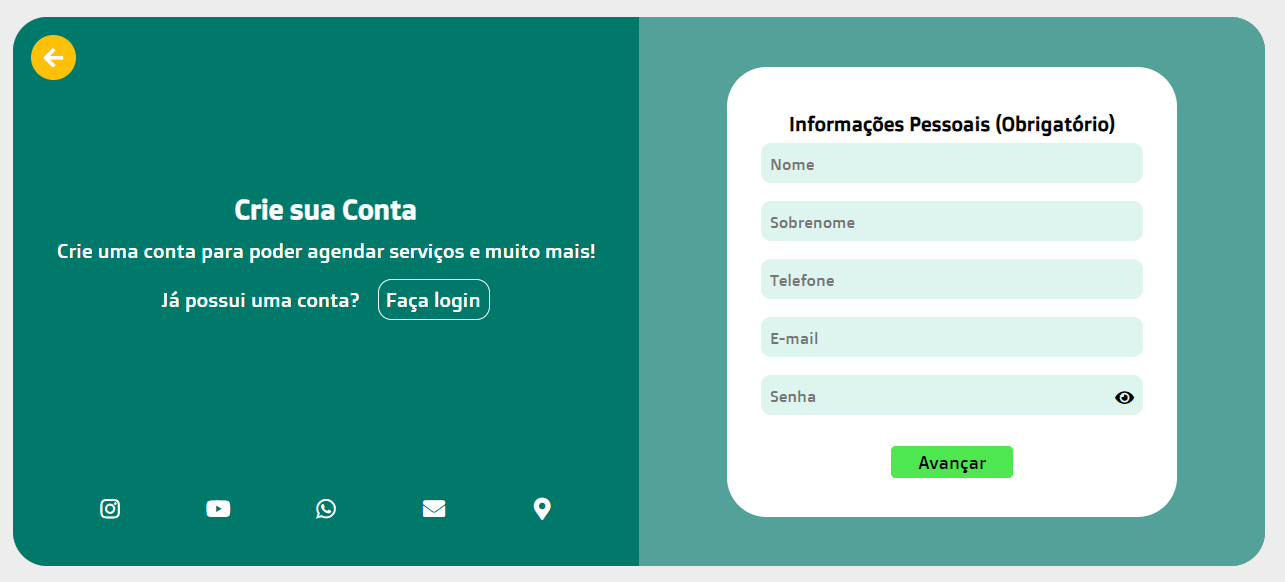 Crie sua Conta
Crie uma conta para poder agendar serviços e muito mais!
Já possui uma conta? Faça login
Informações Pessoais (Obrigatório)
Nome
Sobrenome
Telefone
E-mail
Senha
Avançar